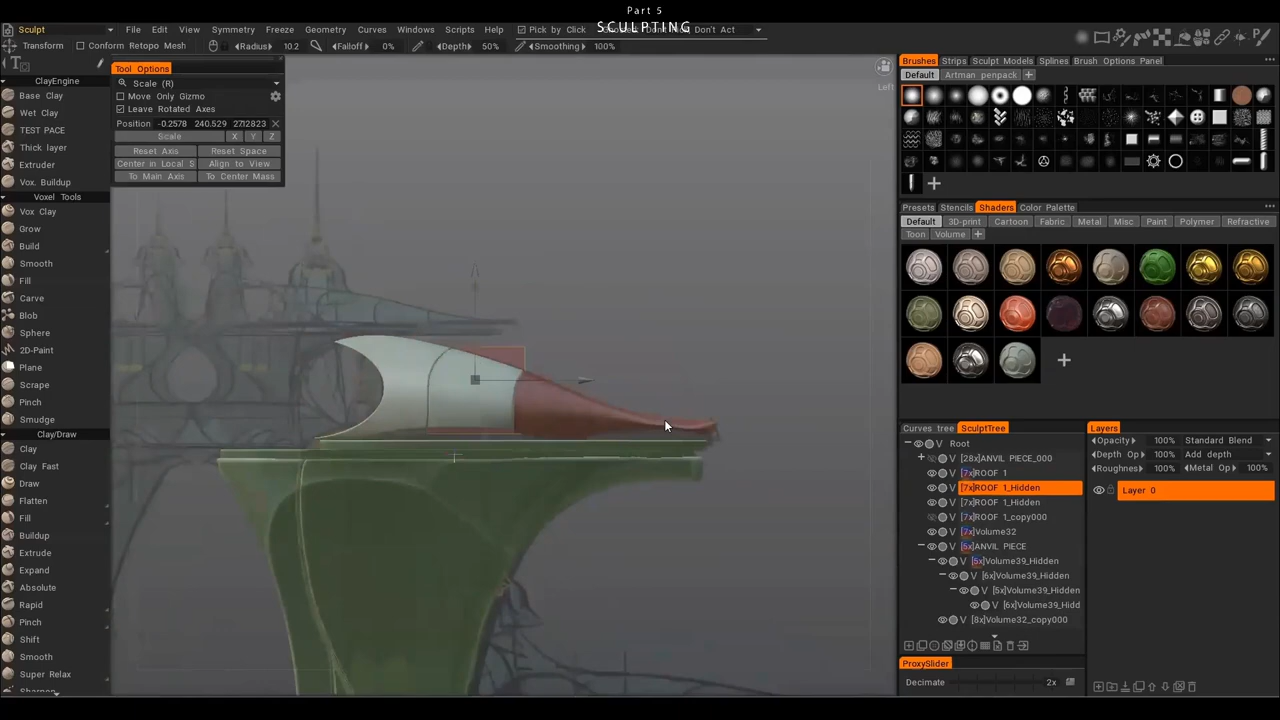 Part 5
SCULPTING
Sculpt File Edit View Symmetry Freeze Geometry Curves Windows Scripts Pick by Click Don't Act
Transform Conform Retopo Mesh Radius 10.2 Falloff 0% Depth 50% Smoothing 100%
ClayEngine
Base Clay
Wet Clay
TEST PACE
Thick layer
Extruder
Vox. Buildup
Voxel Tools
Vox Clay
Grow
Build
Smooth
Fill
Carve
Blob
Sphere
2D-Paint
Plane
Scrape
Pinch
Smudge
Clay/Draw
Clay
Clay Fast
Draw
Flatten
Fill
Buildup
Extrude
Expand
Absolute
Rapid
Pinch
Shift
Smooth
Super Relax
Tool Options
Scale (R)
Move Only Gizmo
Leave Rotated Axes
Position -0.2578 240.529 2712823
Scale X Y Z
Reset Axis Reset Space
Center in Local S Align to View
To Main Axis To Center Mass
Left
Brushes Strips Sculpt Models Splines Brush Options Panel
Default Artman penpack
Presets Stencils Shaders Color Palette
Default 3D-print Cartoon Fabric Metal Misc Paint Polymer Refractive
Toon Volume
Curves tree SculptTree
Root
[28x]ANVIL PIECE_000
[7x]ROOF 1
[7x]ROOF 1_Hidden
[7x]ROOF 1_Hidden
[7x]ROOF 1_copy000
[7x]Volume32
[5x]ANVIL PIECE
[5x]Volume39_Hidden
[6x]Volume39_Hidden
[5x]Volume39_Hidden
[6x]Volume39_Hidd
[8x]Volume32_copy000
ProxySlider
Decimate 2x
Layers
Opacity 100% Standard Blend
Depth Op 100% Add depth
Roughness 100% Metal Op 100%
Layer 0